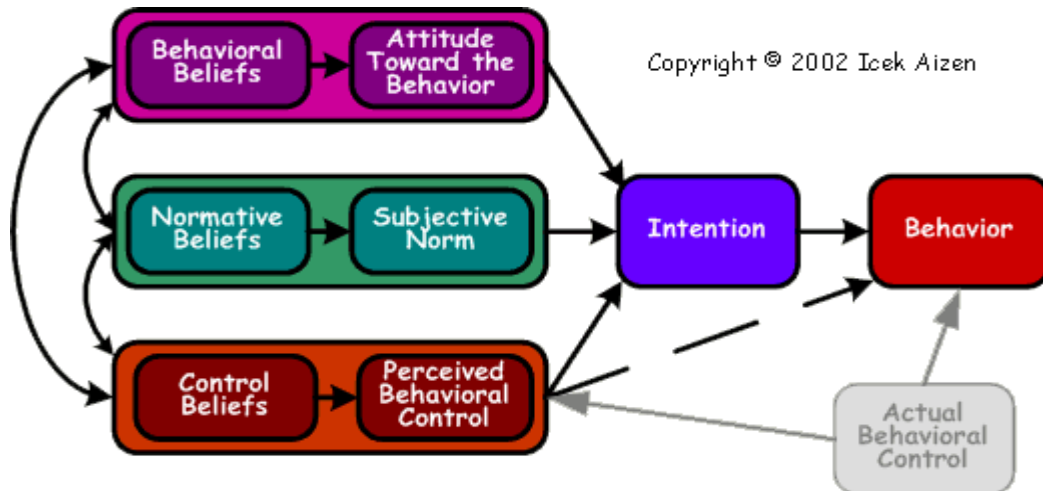 Behavioral
Beliefs
Attitude
Toward the
Behavior
Copyright © 2002 Icek Aizen
Normative
Beliefs
Subjective
Norm
Intention
Behavior
Control
Beliefs
Perceived
Behavioral
Control
Actual
Behavioral
Control